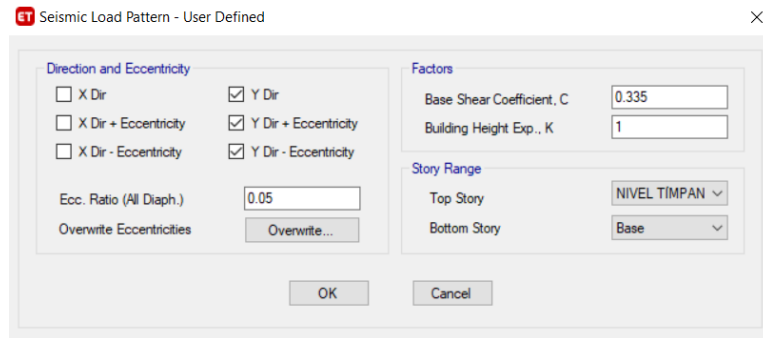 ET Seismic Load Pattern - User Defined
Direction and Eccentricity
X Dir
Y Dir
X Dir + Eccentricity
Y Dir + Eccentricity
X Dir - Eccentricity
Y Dir - Eccentricity
Ecc. Ratio (All Diaph.)
0.05
Overwrite Eccentricities
Overwrite...
Factors
Base Shear Coefficient, C
0.335
Building Height Exp., K
1
Story Range
Top Story
NIVEL TÍMPAN
Bottom Story
Base
OK
Cancel